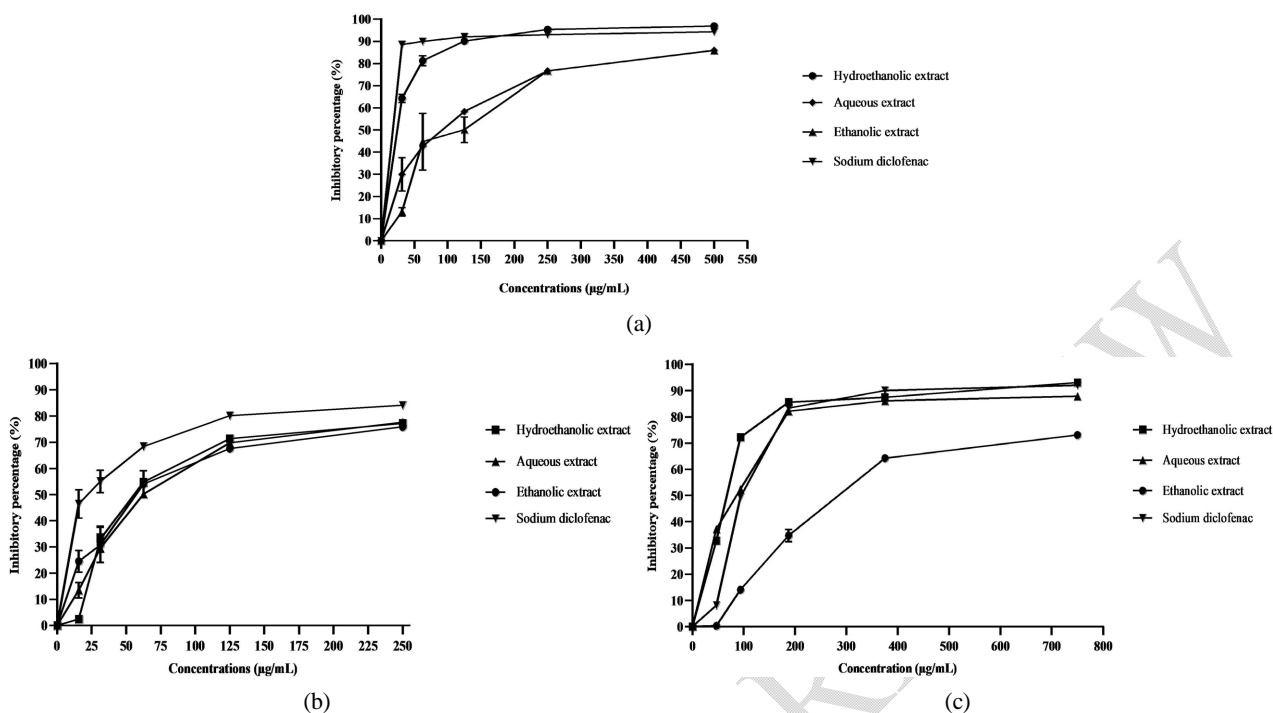 100
90
80
70
60
50
40
30
20
10
0
Inhibitory percentage (%)
0 50 100 150 200 250 300 350 400 450 500 550
Concentrations (µg/mL)
Hydroethanolic extract
Aqueous extract
Ethanolic extract
Sodium diclofenac
(a)
100
90
80
70
60
50
40
30
20
10
0
Inhibitory percentage (%)
0 25 50 75 100 125 150 175 200 225 250
Concentrations (µg/mL)
Hydroethanolic extract
Aqueous extract
Ethanolic extract
Sodium diclofenac
(b)
100
90
80
70
60
50
40
30
20
10
0
Inhibitory percentage (%)
0 100 200 300 400 500 600 700 800
Concentration (µg/mL)
Hydroethanolic extract
Aqueous extract
Ethanolic extract
Sodium diclofenac
(c)